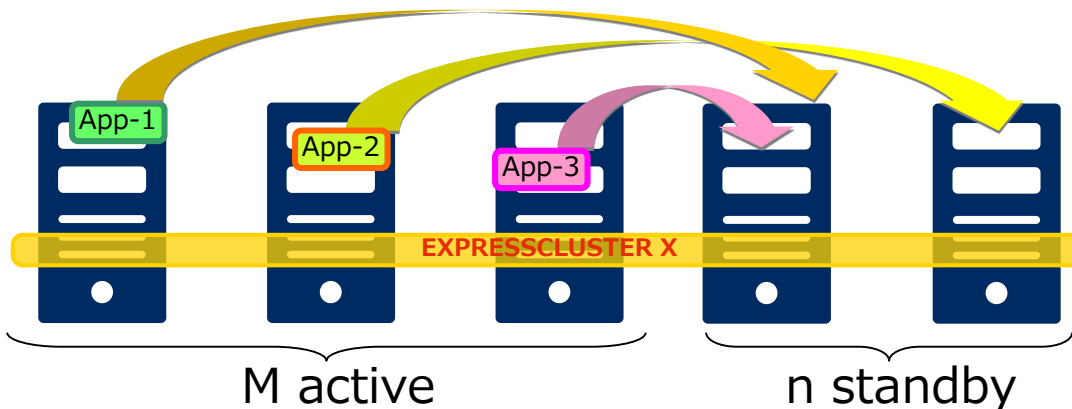 App-1
App-2
App-3
EXPRESSCLUSTER X
M active
n standby